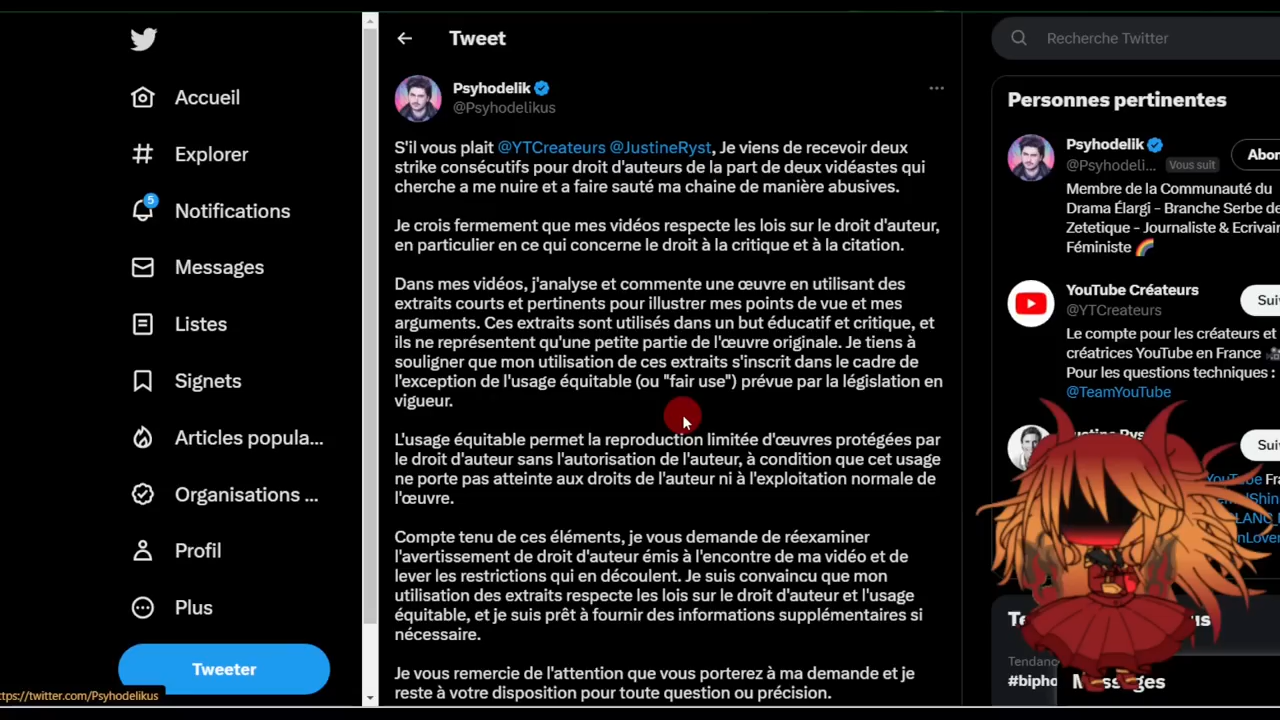 Tweet
Recherche Twitter
Accueil
Explorer
5
Notifications
Messages
Listes
Signets
Articles popula...
Organisations ...
Profil
Plus
Tweeter
ttps://twitter.com/Psyhodelikus
Psyhodelik
@Psyhodelikus
S'il vous plait @YTCreateurs @JustineRyst, Je viens de recevoir deux
strike consécutifs pour droit d'auteurs de la part de deux vidéastes qui
cherche a me nuire et a faire sauté ma chaine de manière abusives.
Je crois fermement que mes vidéos respecte les lois sur le droit d'auteur,
en particulier en ce qui concerne le droit à la critique et à la citation.
Dans mes vidéos, j'analyse et commente une œuvre en utilisant des
extraits courts et pertinents pour illustrer mes points de vue et mes
arguments. Ces extraits sont utilisés dans un but éducatif et critique, et
ils ne représentent qu'une petite partie de l'œuvre originale. Je tiens à
souligner que mon utilisation de ces extraits s'inscrit dans le cadre de
l'exception de l'usage équitable (ou "fair use") prévue par la législation en
vigueur.
L'usage équitable permet la reproduction limitée d'œuvres protégées par
le droit d'auteur sans l'autorisation de l'auteur, à condition que cet usage
ne porte pas atteinte aux droits de l'auteur ni à l'exploitation normale de
l'œuvre.
Compte tenu de ces éléments, je vous demande de réexaminer
l'avertissement de droit d'auteur émis à l'encontre de ma vidéo et de
lever les restrictions qui en découlent. Je suis convaincu que mon
utilisation des extraits respecte les lois sur le droit d'auteur et l'usage
équitable, et je suis prêt à fournir des informations supplémentaires si
nécessaire.
Je vous remercie de l'attention que vous porterez à ma demande et je
reste à votre disposition pour toute question ou précision.
Personnes pertinentes
Psyhodelik
@Psyhodeli... Vous suit
Abon
Membre de la Communauté du
Drama Élargi - Branche Serbe de
Zetetique - Journaliste & Ecrivai
Féministe
YouTube Créateurs
@YTCreateurs
Sui
Le compte pour les créateurs et
créatrices YouTube en France
Pour les questions techniques :
@TeamYouTube
Sui
YouTube Fra
Tendanc
#bipho